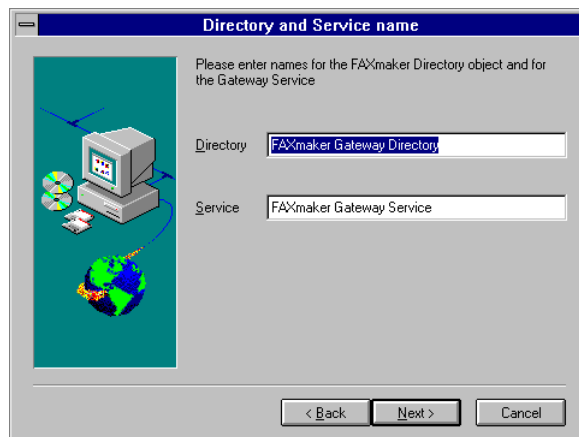 Directory and Service name
Please enter names for the FAXmaker Directory object and for
the Gateway Service
Directory FAXmaker Gateway Directory
Service FAXmaker Gateway Service
< Back Next > Cancel